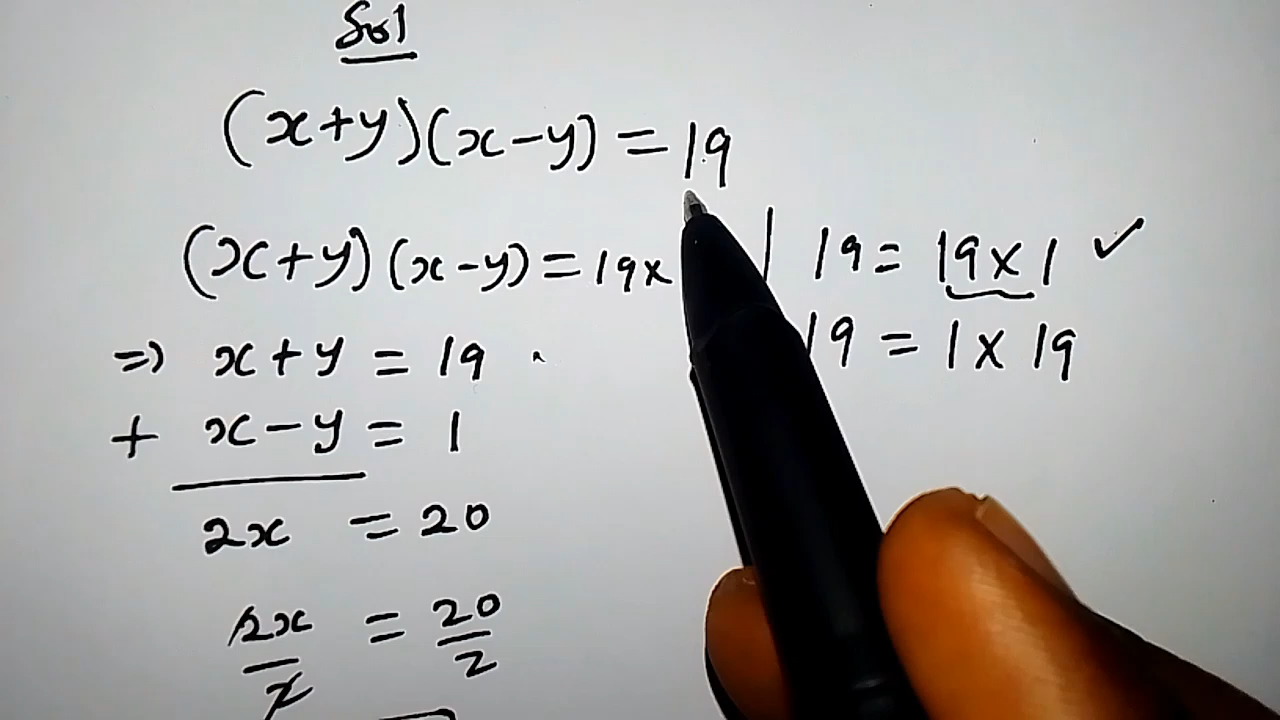 Sol
(x+y)(x-y) = 19
(x+y)(x-y) = 19x
=> x+y = 19
+ x-y = 1
2x = 20
2x/2 = 20/2
19 = 19 x 1 ✓
19 = 1 x 19